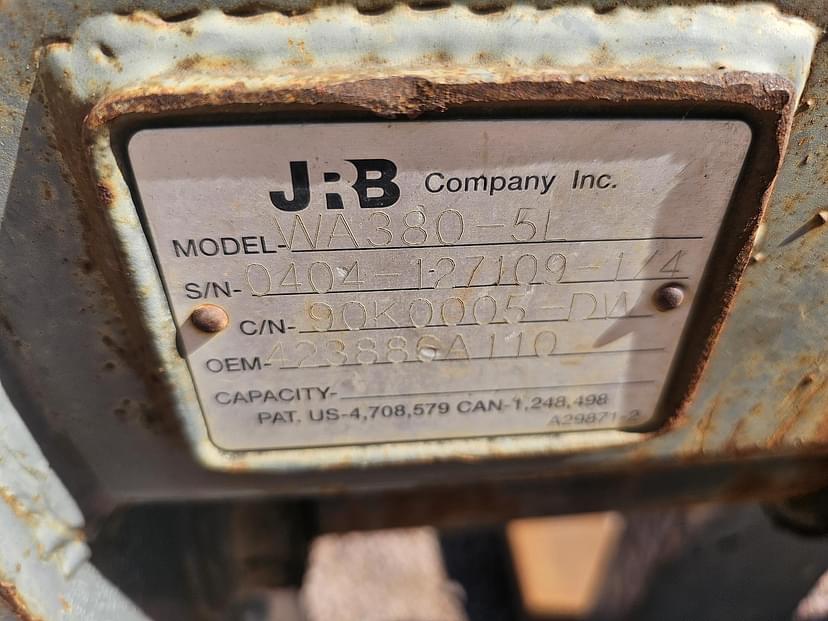 JRB Company Inc.
MODEL-WA380-5L
S/N-0404-127109-1/4
C/N-90K0005-DW
OEM-423886A110
CAPACITY-
PAT. US-4,708,579 CAN-1,248,498
A29871-2